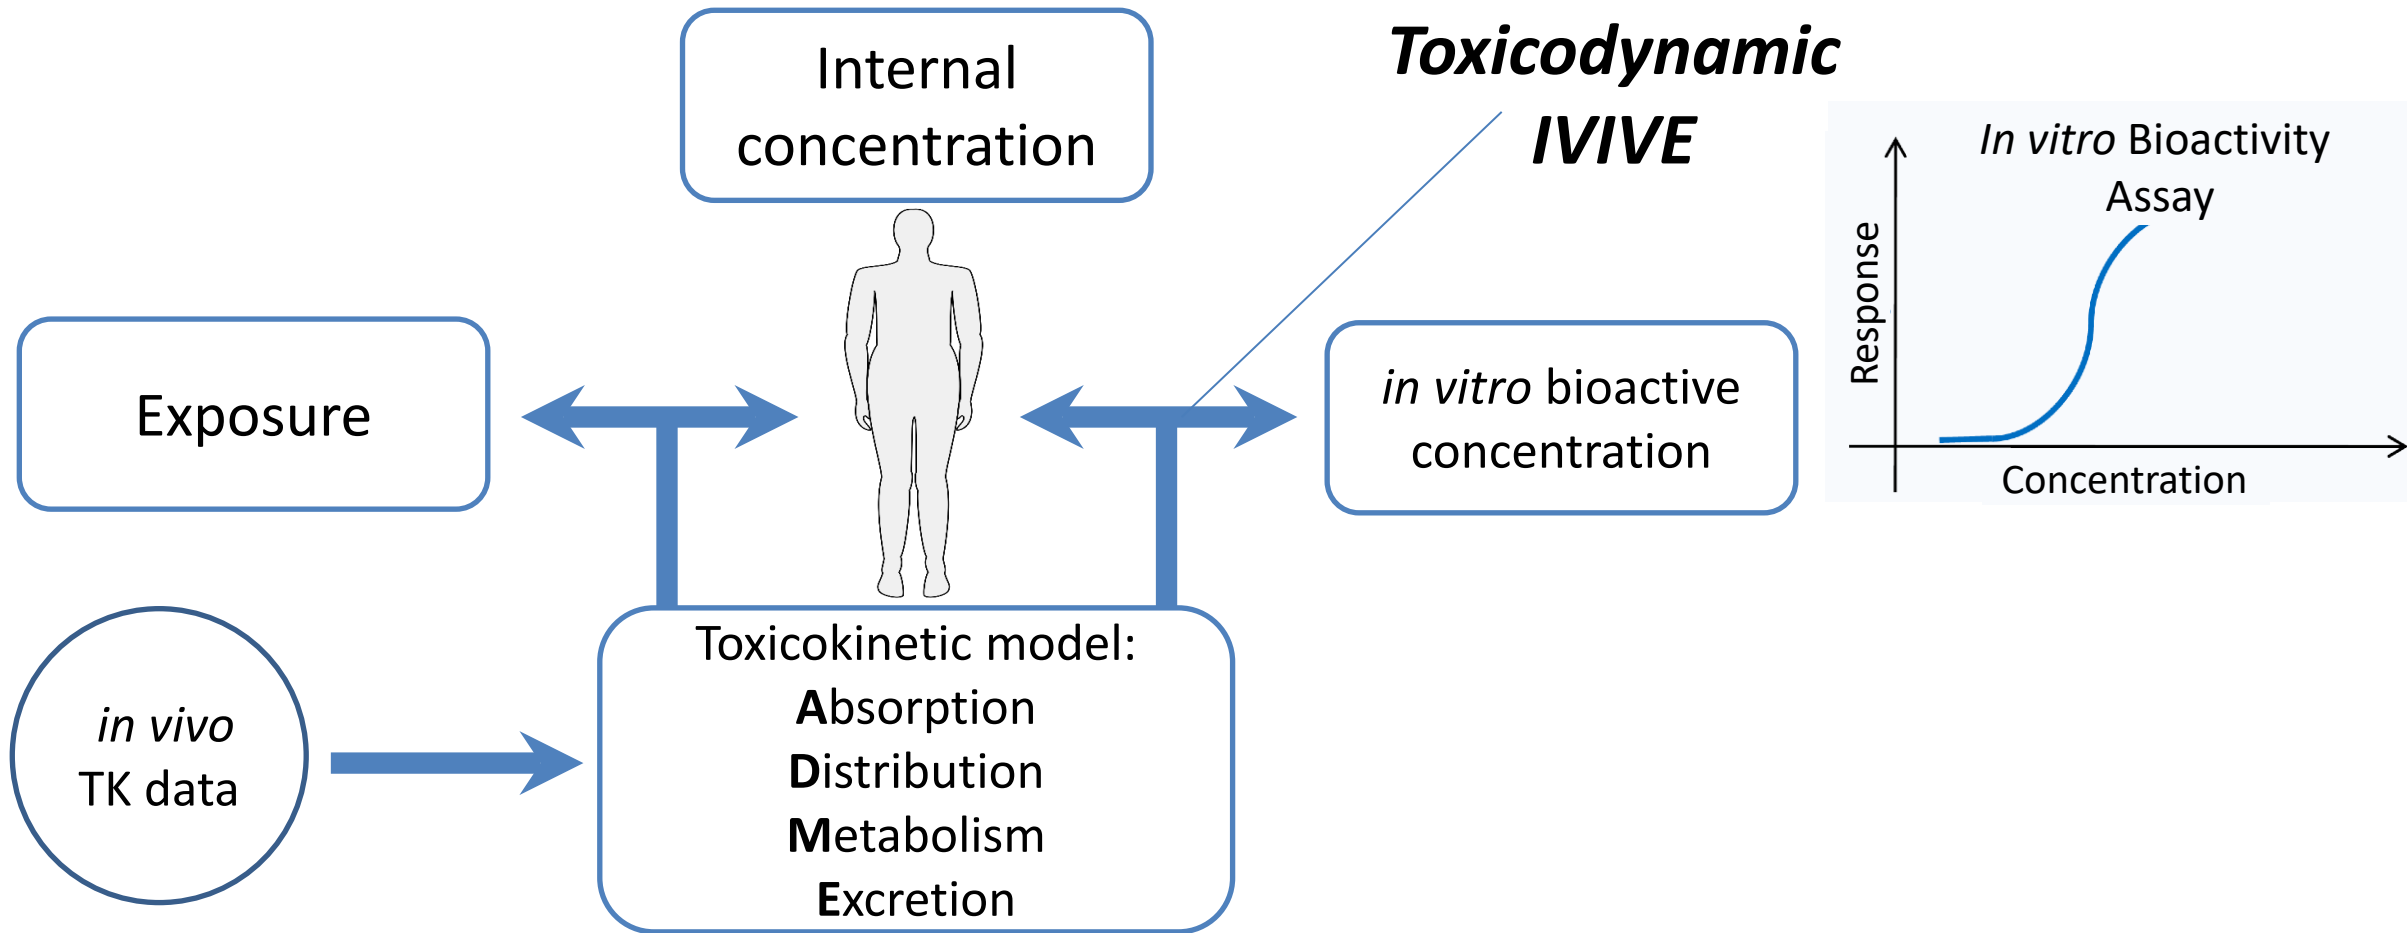 Internal
concentration
Toxicodynamic
IVIVE
In vitro Bioactivity
Assay
Response
Concentration
Exposure
in vitro bioactive
concentration
in vivo
TK data
Toxicokinetic model:
Absorption
Distribution
Metabolism
Excretion